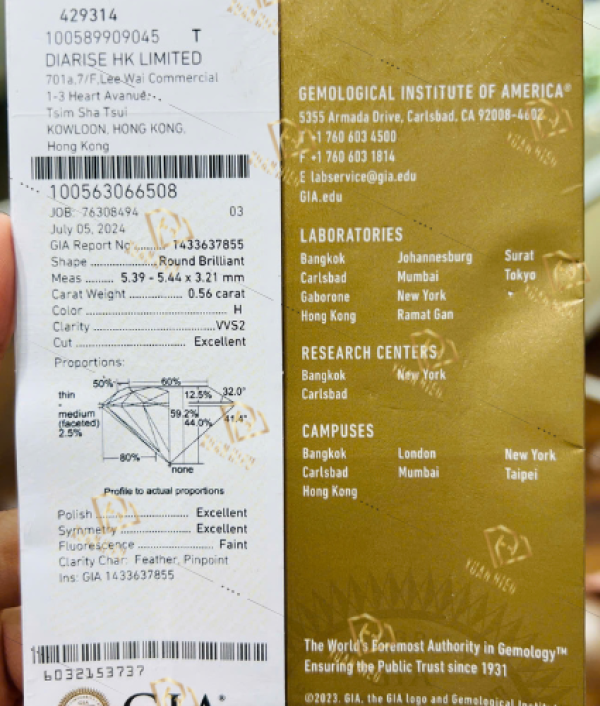 429314
100589909045 T
DIARISE HK LIMITED
701a,7/F,Lee Wai Commercial
1-3 Heart Avanue.,
Tsim Sha Tsui
KOWLOON, HONG KONG.
Hong Kong
100563066508
JOB: 76308494 03
July 05, 2024
GIA Report No 1433637855
Shape Round Brilliant
Meas 5.39 - 5.44 x 3.21 mm
Carat Weight 0.56 carat
Color H
Clarity VVS2
Cut Excellent
Proportions:
50% 60%
thin - medium (faceted) 2.5%
12.5% 32.0°
59.2% 44.0% 41.4°
80%
none
Profile to actual proportions
Polish Excellent
Symmetry Excellent
Fluorescence Faint
Clarity Char: Feather, Pinpoint
Ins: GIA 1433637855
6032153737
GIA
GEMOLOGICAL INSTITUTE OF AMERICA®
5355 Armada Drive, Carlsbad, CA 92008-4602
T +1 760 603 4500
F +1 760 603 1814
E labservice@gia.edu
GIA.edu
LABORATORIES
Bangkok Johannesburg Surat
Carlsbad Mumbai Tokyo
Gaborone New York
Hong Kong Ramat Gan
RESEARCH CENTERS
Bangkok New York
Carlsbad
CAMPUSES
Bangkok London New York
Carlsbad Mumbai Taipei
Hong Kong
The World's Foremost Authority in Gemology™
Ensuring the Public Trust since 1931
©2023. GIA, the GIA logo and Gemological
YUAN MISH